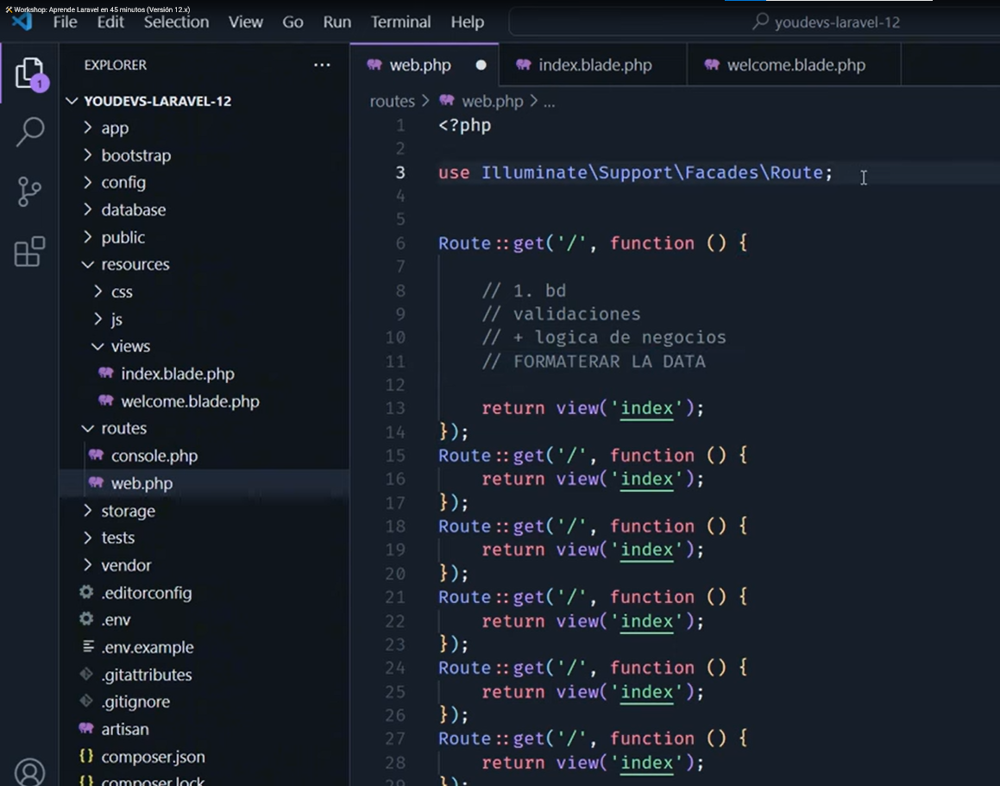 🛠️ Workshop: Aprende Laravel en 45 minutos (Versión 12.x)
File Edit Selection View Go Run Terminal Help
youdevs-laravel-12
1
EXPLORER ...
YOUDEVS-LARAVEL-12
app
bootstrap
config
database
public
resources
css
js
views
index.blade.php
welcome.blade.php
routes
console.php
web.php
storage
tests
vendor
.editorconfig
.env
.env.example
.gitattributes
.gitignore
artisan
{} composer.json
{} composer.lock
web.php ● index.blade.php welcome.blade.php
routes > web.php > ...
1 <?php
2
3 use Illuminate\Support\Facades\Route;
4
5
6 Route::get('/', function () {
7
8 // 1. bd
9 // validaciones
10 // + logica de negocios
11 // FORMATERAR LA DATA
12
13 return view('index');
14 });
15 Route::get('/', function () {
16 return view('index');
17 });
18 Route::get('/', function () {
19 return view('index');
20 });
21 Route::get('/', function () {
22 return view('index');
23 });
24 Route::get('/', function () {
25 return view('index');
26 });
27 Route::get('/', function () {
28 return view('index');
29 });